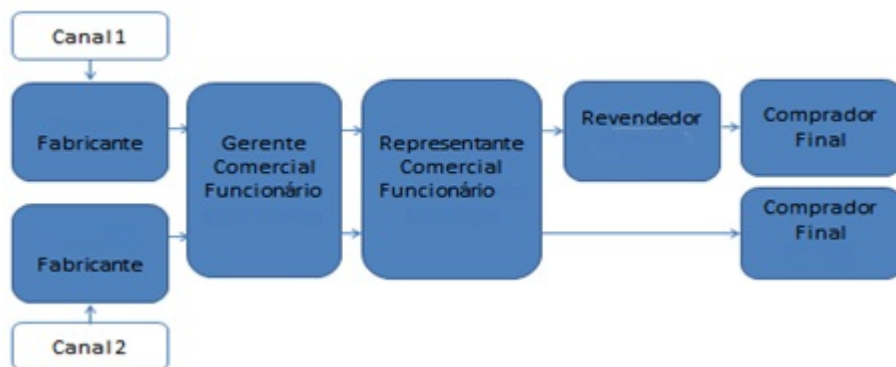 Canal 1
Fabricante
Gerente
Comercial
Funcionário
Representante
Comercial
Funcionário
Revendedor
Comprador
Final
Fabricante
Comprador
Final
Canal 2